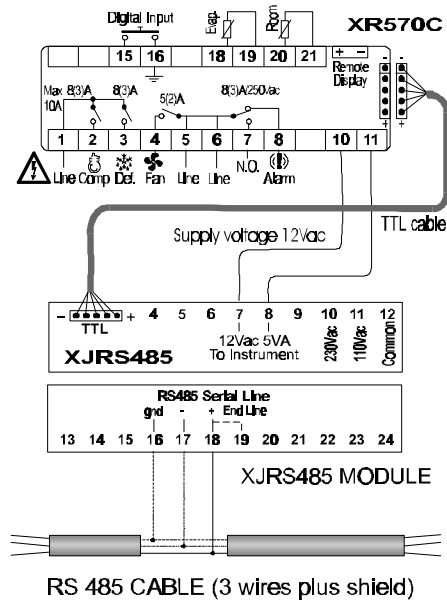 Digital Input
Evap.
Room
XR570C
15 16 18 19 20 21
+ -
Remote
Display
- -
+ +
Max
10A
8(3)A 8(3)A 5(2)A 8(3)A/250Vac
1 2 3 4 5 6 7 8 10 11
Line Comp Def. Fan Line Line N.O. Alarm
TTL cable
Supply voltage 12Vac
- + 4 5 6 7 8 9 10 11 12
TTL
12Vac 5VA
To Instrument
230Vac
110Vac
Common
XJRS485
RS485 Serial Line
gnd - + End Line
13 14 15 16 17 18 19 20 21 22 23 24
XJRS485 MODULE
RS 485 CABLE (3 wires plus shield)